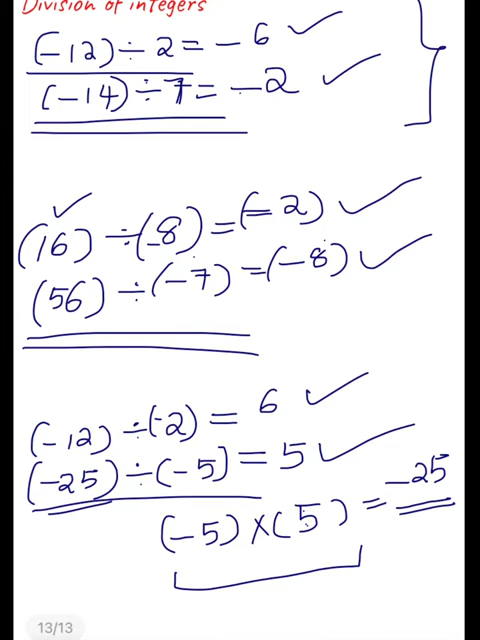 Division of integers
(-12) ÷ 2 = - 6 ✓
(-14) ÷ 7 = -2 ✓
(16) ÷ (-8) = (-2) ✓
(56) ÷ (-7) = (-8) ✓
(-12) ÷ (-2) = 6 ✓
(-25) ÷ (-5) = 5 ✓
(-5) × (5) = -25
13/13